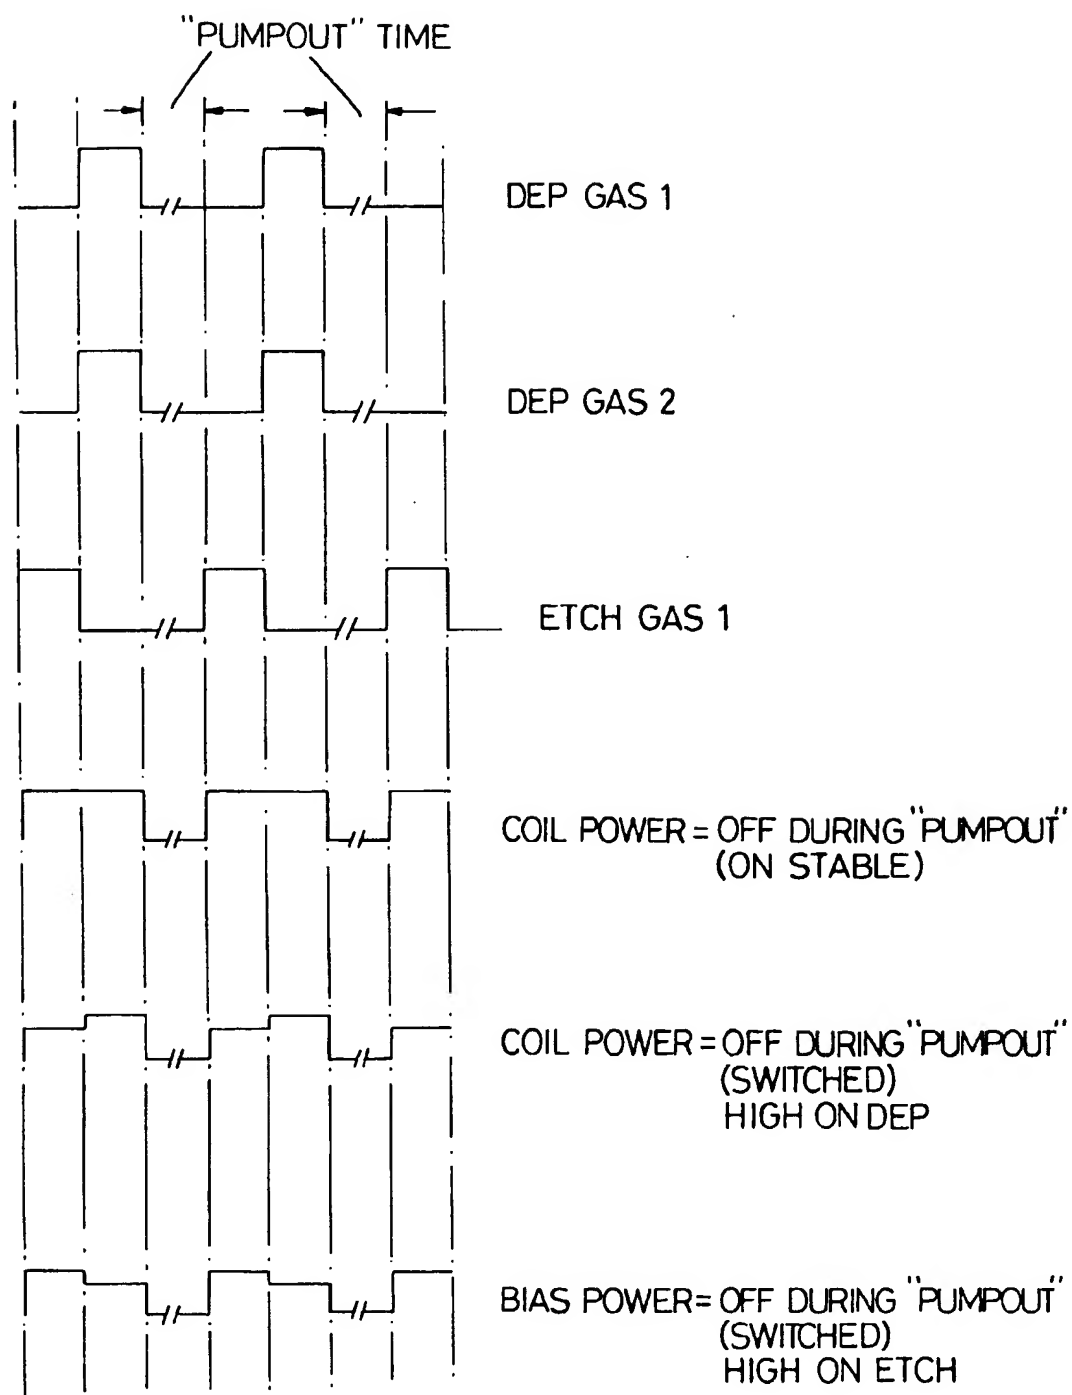 "PUMPOUT" TIME
DEP GAS 1
DEP GAS 2
ETCH GAS 1
COIL POWER = OFF DURING "PUMPOUT"
(ON STABLE)
COIL POWER = OFF DURING "PUMPOUT"
(SWITCHED)
HIGH ON DEP
BIAS POWER = OFF DURING "PUMPOUT"
(SWITCHED)
HIGH ON ETCH